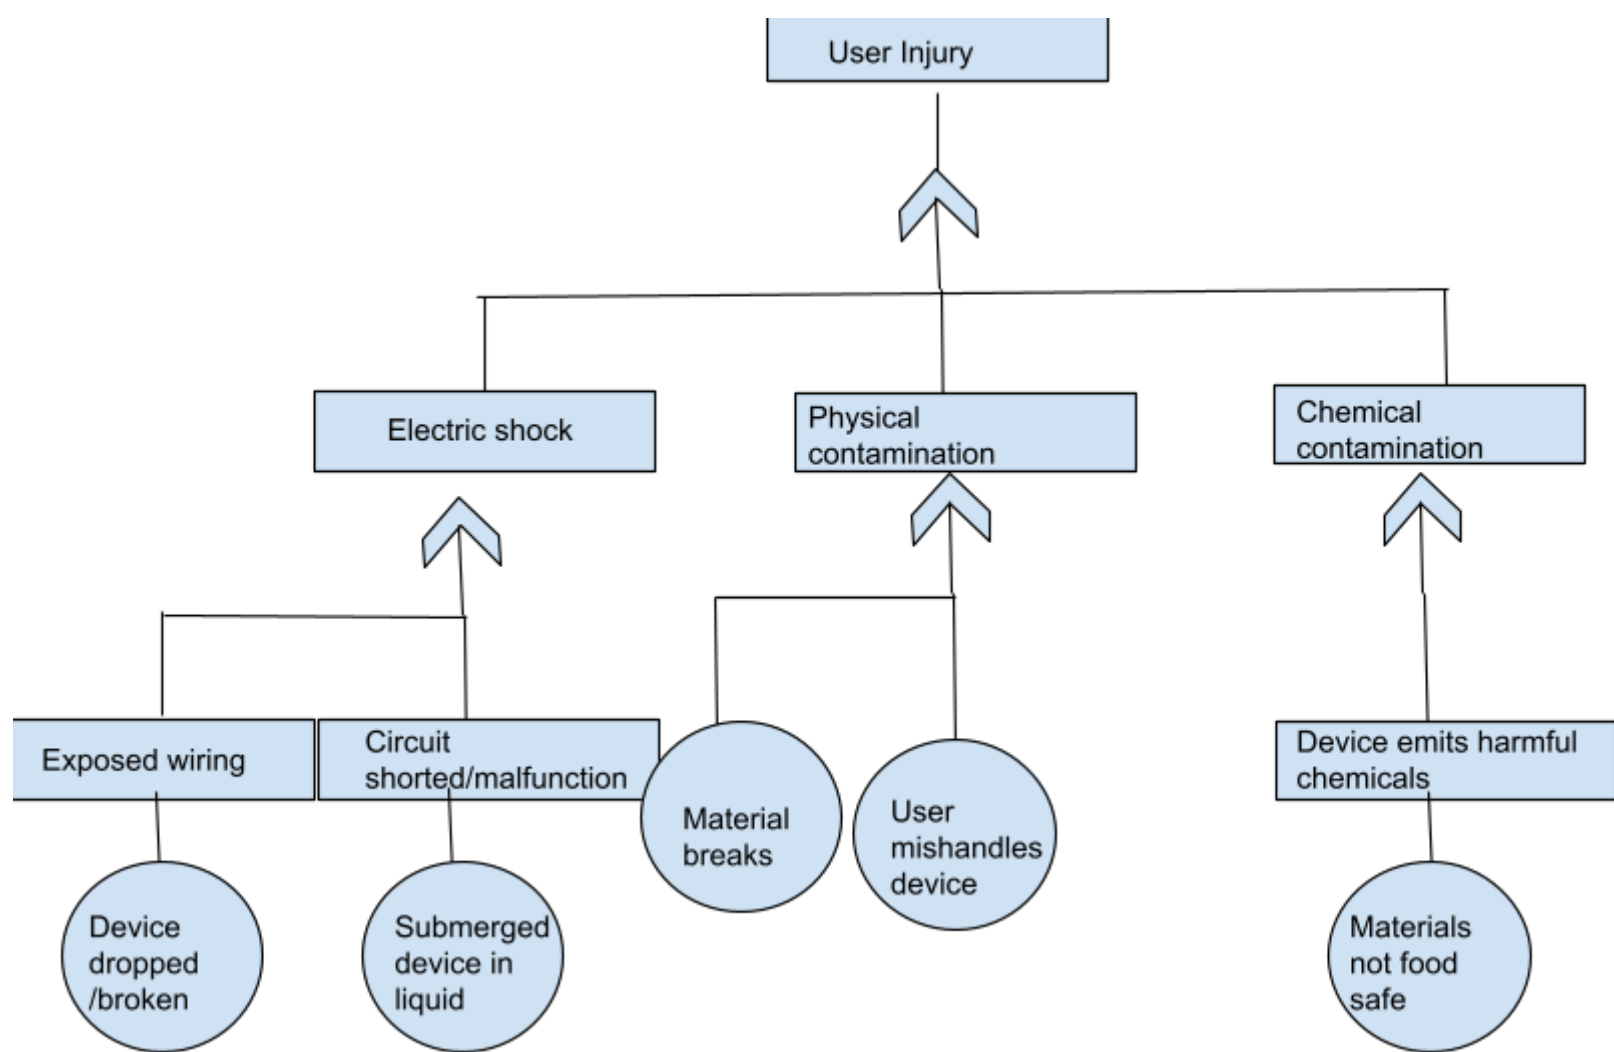 User Injury
Electric shock
Physical
contamination
Chemical
contamination
Exposed wiring
Circuit
shorted/malfunction
Material
breaks
User
mishandles
device
Device emits harmful
chemicals
Device
dropped
/broken
Submerged
device in
liquid
Materials
not food
safe